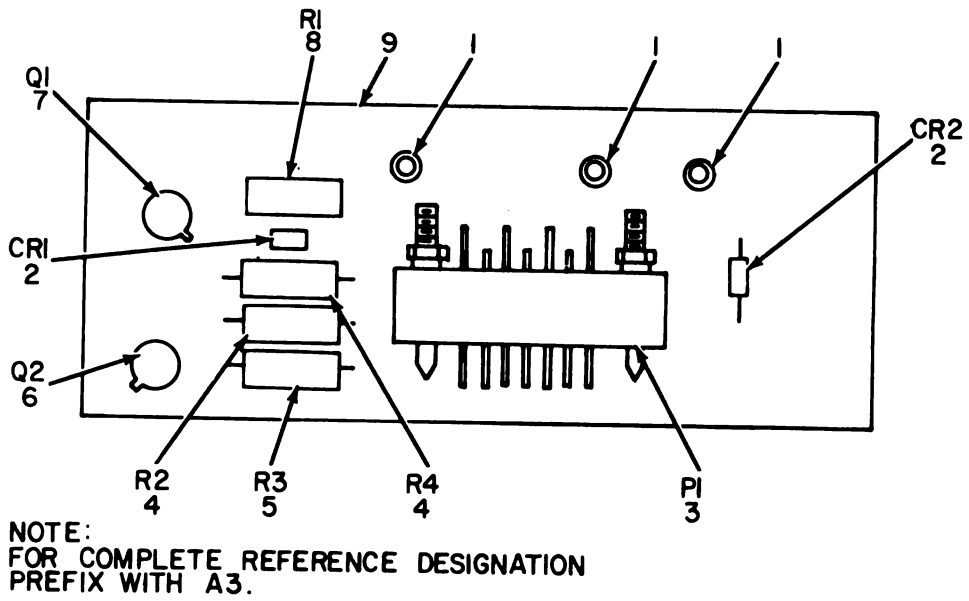 R1
8
9
1
1
1
Q1
7
CR2
2
CR1
2
Q2
6
R2
4
R3
5
R4
4
P1
3
NOTE:
FOR COMPLETE REFERENCE DESIGNATION
PREFIX WITH A3.